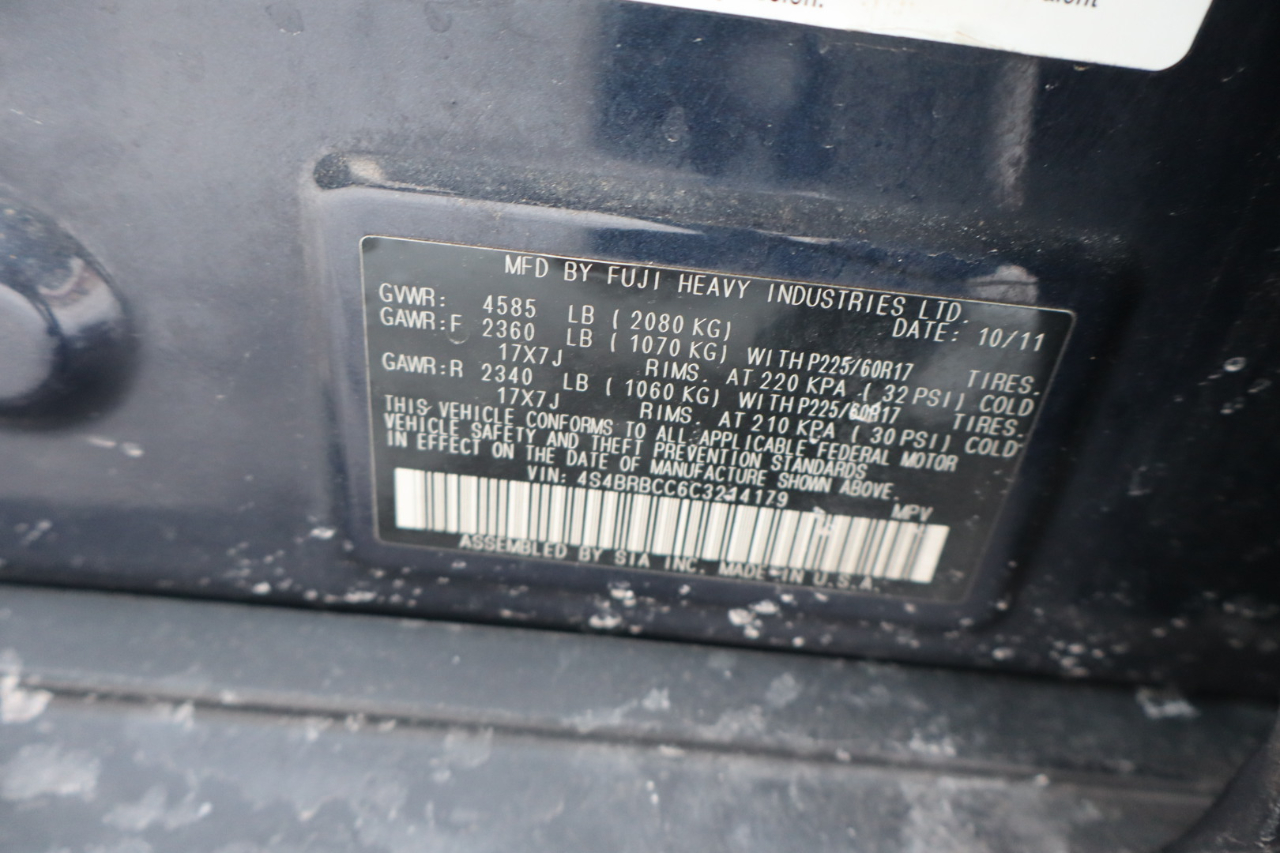 MFD BY FUJI HEAVY INDUSTRIES LTD.
GVWR: 4585 LB ( 2080 KG) DATE: 10/11
GAWR:F 2360 LB ( 1070 KG) WITH P225/60R17 TIRES.
17X7J RIMS. AT 220 KPA ( 32 PSI) COLD
GAWR:R 2340 LB ( 1060 KG) WITH P225/60R17 TIRES.
17X7J RIMS. AT 210 KPA ( 30 PSI) COLD
THIS VEHICLE CONFORMS TO ALL APPLICABLE FEDERAL MOTOR
VEHICLE SAFETY AND THEFT PREVENTION STANDARDS
IN EFFECT ON THE DATE OF MANUFACTURE SHOWN ABOVE.
VIN: 4S4BRBCC6C3214179 MPV
ASSEMBLED BY SIA INC. MADE-IN U.S.A.